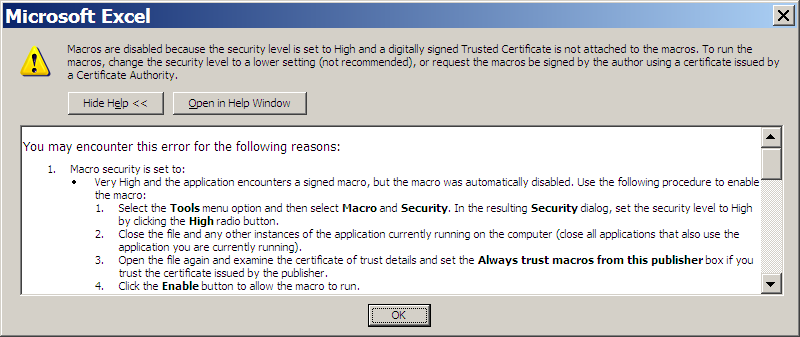 Microsoft Excel
Macros are disabled because the security level is set to High and a digitally signed Trusted Certificate is not attached to the macros. To run the
macros, change the security level to a lower setting (not recommended), or request the macros be signed by the author using a certificate issued by
a Certificate Authority.
Hide Help << Open in Help Window
You may encounter this error for the following reasons:
1. Macro security is set to:
• Very High and the application encounters a signed macro, but the macro was automatically disabled. Use the following procedure to enable
the macro:
1. Select the Tools menu option and then select Macro and Security. In the resulting Security dialog, set the security level to High
by clicking the High radio button.
2. Close the file and any other instances of the application currently running on the computer (close all applications that also use the
application you are currently running).
3. Open the file again and examine the certificate of trust details and set the Always trust macros from this publisher box if you
trust the certificate issued by the publisher.
4. Click the Enable button to allow the macro to run.
OK